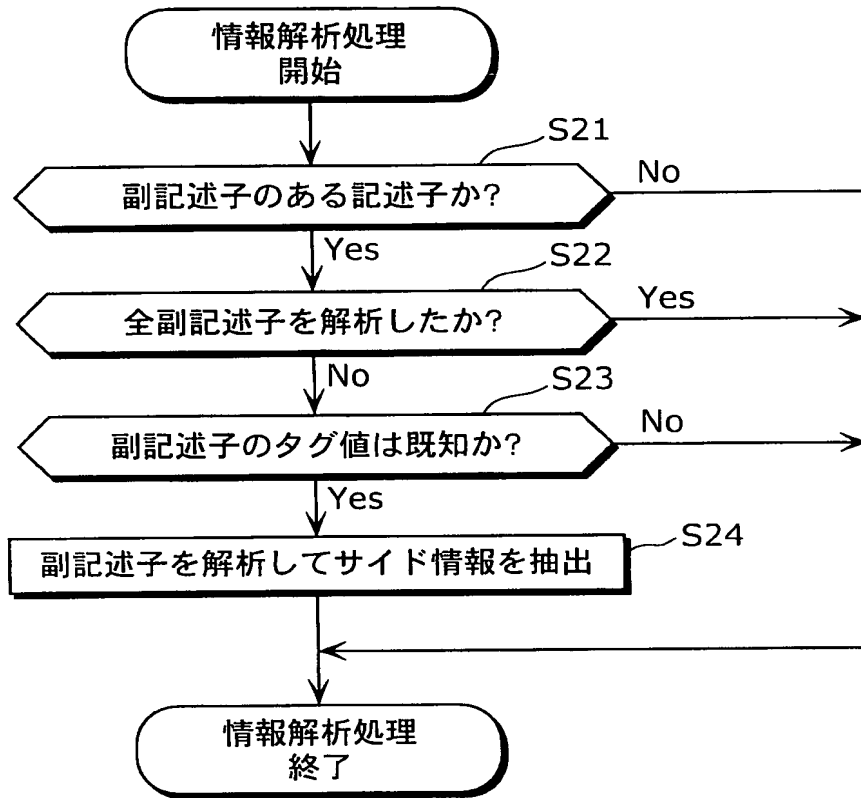 情報解析処理
開始
S21
副記述子のある記述子か?
No
Yes
S22
全副記述子を解析したか?
Yes
No
S23
副記述子のタグ値は既知か?
No
Yes
S24
副記述子を解析してサイド情報を抽出
情報解析処理
終了